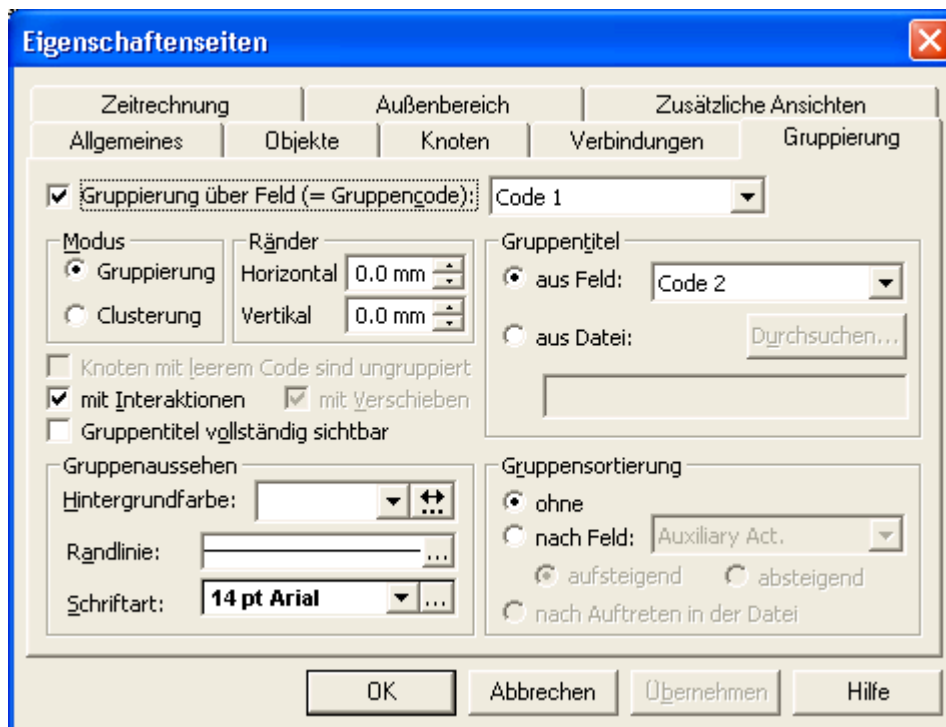 Eigenschaftenseiten
Zeitrechnung Außenbereich Zusätzliche Ansichten
Allgemeines Objekte Knoten Verbindungen Gruppierung
Gruppierung über Feld (= Gruppencode): Code 1
Modus
Gruppierung
Clusterung
Ränder
Horizontal 0.0 mm
Vertikal 0.0 mm
Gruppentitel
aus Feld: Code 2
aus Datei: Durchsuchen...
Knoten mit leerem Code sind ungruppiert
mit Interaktionen mit Verschieben
Gruppentitel vollständig sichtbar
Gruppenaussehen
Hintergrundfarbe:
Randlinie: ...
Schriftart: 14 pt Arial ...
Gruppensortierung
ohne
nach Feld: Auxiliary Act.
aufsteigend absteigend
nach Auftreten in der Datei
OK Abbrechen Übernehmen Hilfe